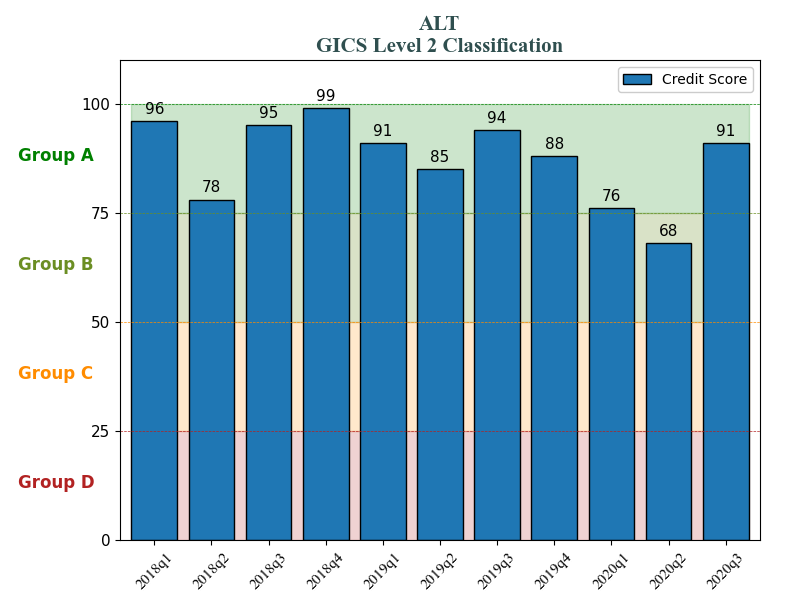 ALT
GICS Level 2 Classification
Credit Score
100
75
50
25
0
Group A
Group B
Group C
Group D
96
78
95
99
91
85
94
88
76
68
91
2018q1
2018q2
2018q3
2018q4
2019q1
2019q2
2019q3
2019q4
2020q1
2020q2
2020q3